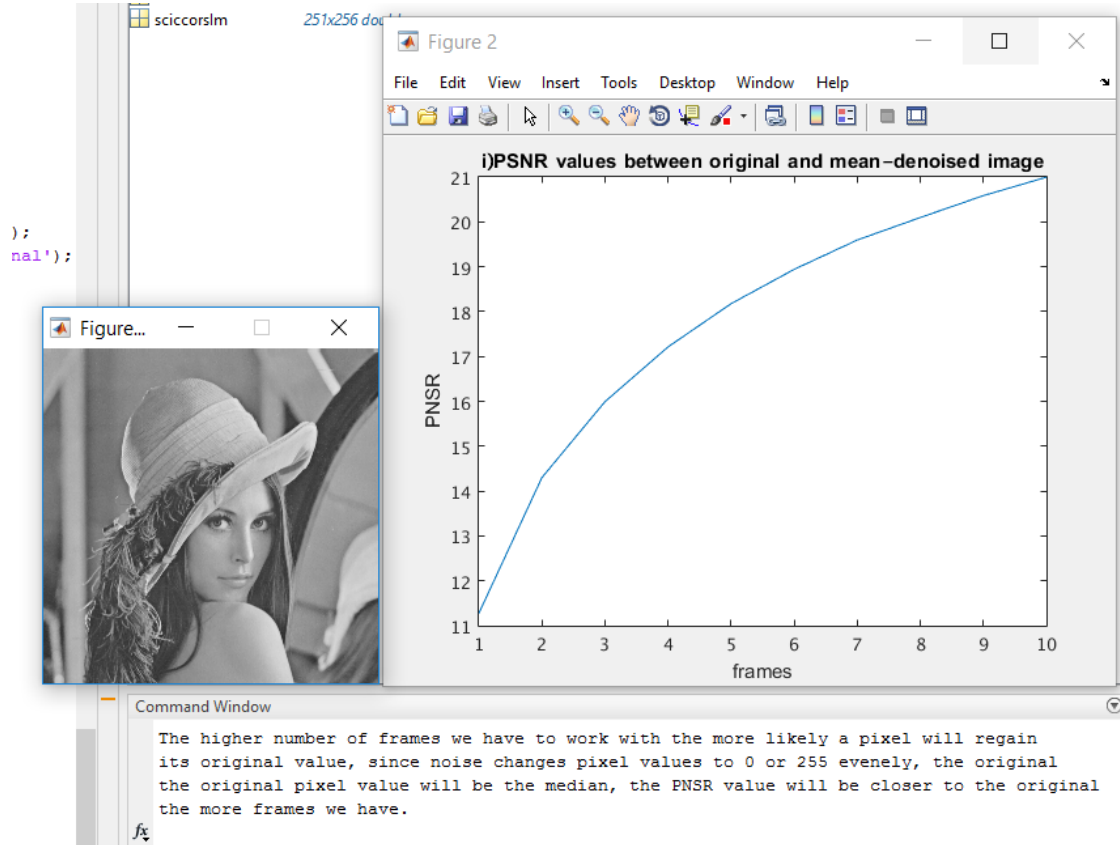 sciccorslm 251x256
Figure 2
File Edit View Insert Tools Desktop Window Help
i)PSNR values between original and mean-denoised image
21
20
19
18
17
16
15
14
13
12
11
PNSR
1 2 3 4 5 6 7 8 9 10
frames
);
nal');
Figure...
Command Window
The higher number of frames we have to work with the more likely a pixel will regain
its original value, since noise changes pixel values to 0 or 255 evenely, the original
the original pixel value will be the median, the PNSR value will be closer to the original
the more frames we have.
fx